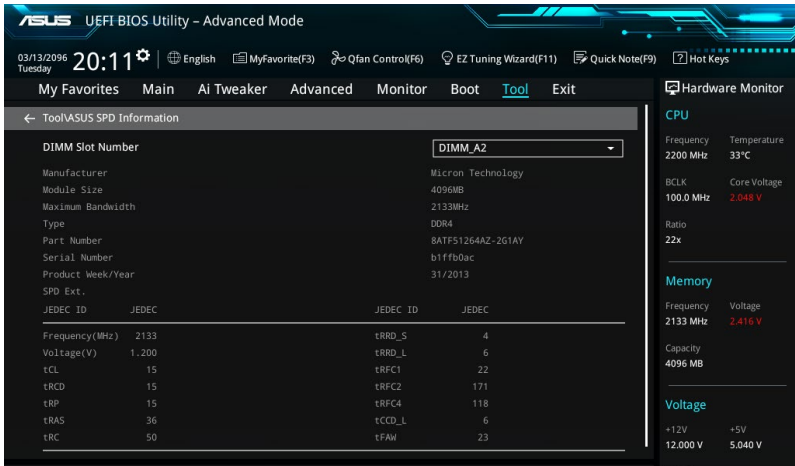 ASUS UEFI BIOS Utility – Advanced Mode
03/13/2096 Tuesday 20:11 English MyFavorite(F3) Qfan Control(F6) EZ Tuning Wizard(F11) Quick Note(F9) ? Hot Keys
My Favorites Main Ai Tweaker Advanced Monitor Boot Tool Exit
← Tool\ASUS SPD Information
DIMM Slot Number DIMM_A2
Manufacturer Micron Technology
Module Size 4096MB
Maximum Bandwidth 2133MHz
Type DDR4
Part Number 8ATF51264AZ-2G1AY
Serial Number b1ffb0ac
Product Week/Year 31/2013
SPD Ext.
JEDEC ID JEDEC JEDEC ID JEDEC
Frequency(MHz) 2133 tRRD_S 4
Voltage(V) 1.200 tRRD_L 6
tCL 15 tRFC1 22
tRCD 15 tRFC2 171
tRP 15 tRFC4 118
tRAS 36 tCCD_L 6
tRC 50 tFAW 23
Hardware Monitor
CPU
Frequency Temperature
2200 MHz 33°C
BCLK Core Voltage
100.0 MHz 2.048 V
Ratio
22x
Memory
Frequency Voltage
2133 MHz 2.416 V
Capacity
4096 MB
Voltage
+12V +5V
12.000 V 5.040 V